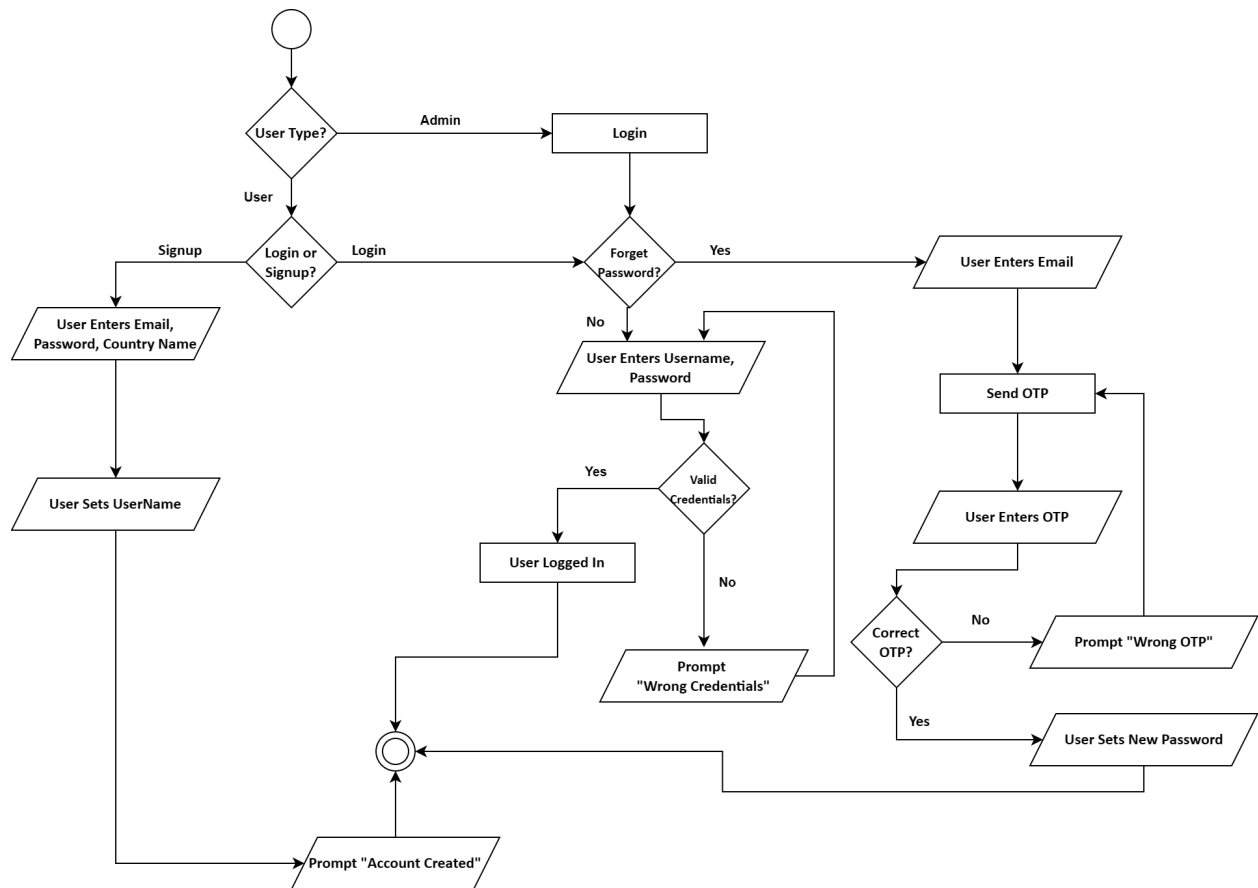 User Type?
Admin
Login
User
Signup
Login or
Signup?
Login
Forget
Password?
Yes
User Enters Email
User Enters Email,
Password, Country Name
No
User Enters Username,
Password
Send OTP
Yes
Valid
Credentials?
User Sets UserName
User Enters OTP
User Logged In
No
Correct
OTP?
No
Prompt "Wrong OTP"
Prompt
"Wrong Credentials"
Yes
User Sets New Password
Prompt "Account Created"